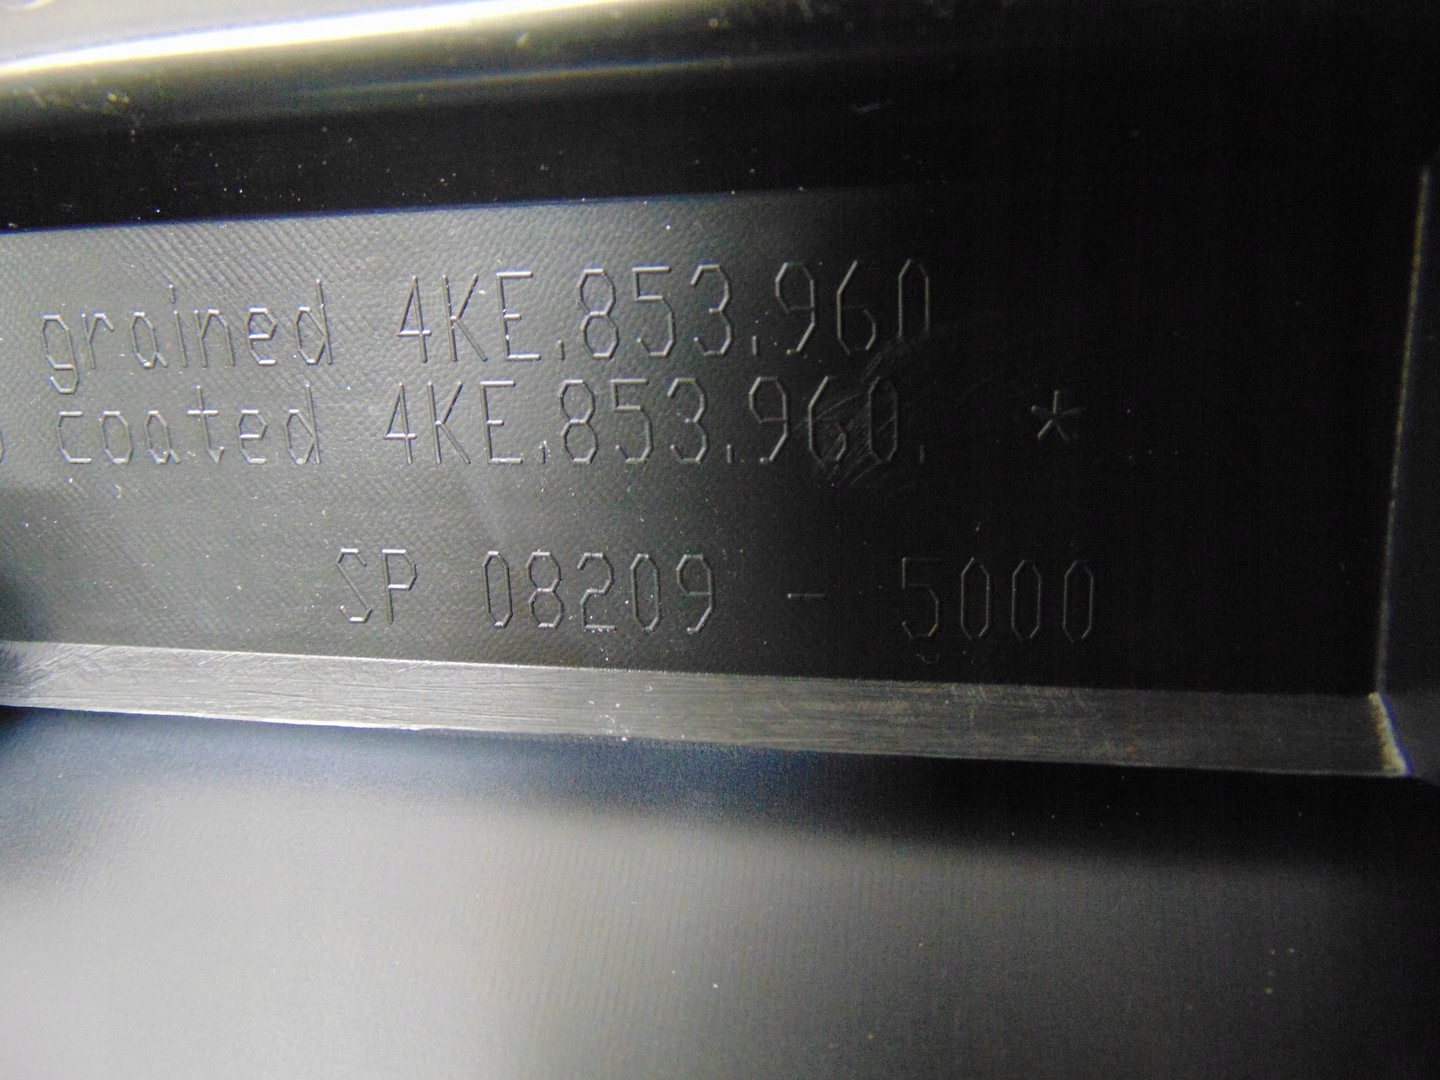 grained 4KE.853.960
coated 4KE.853.960. *
SP 08209 - 5000